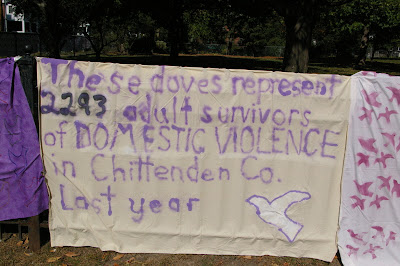 These doves represent
2293 adult survivors
of DOMESTIC VIOLENCE
in Chittenden Co.
Last year